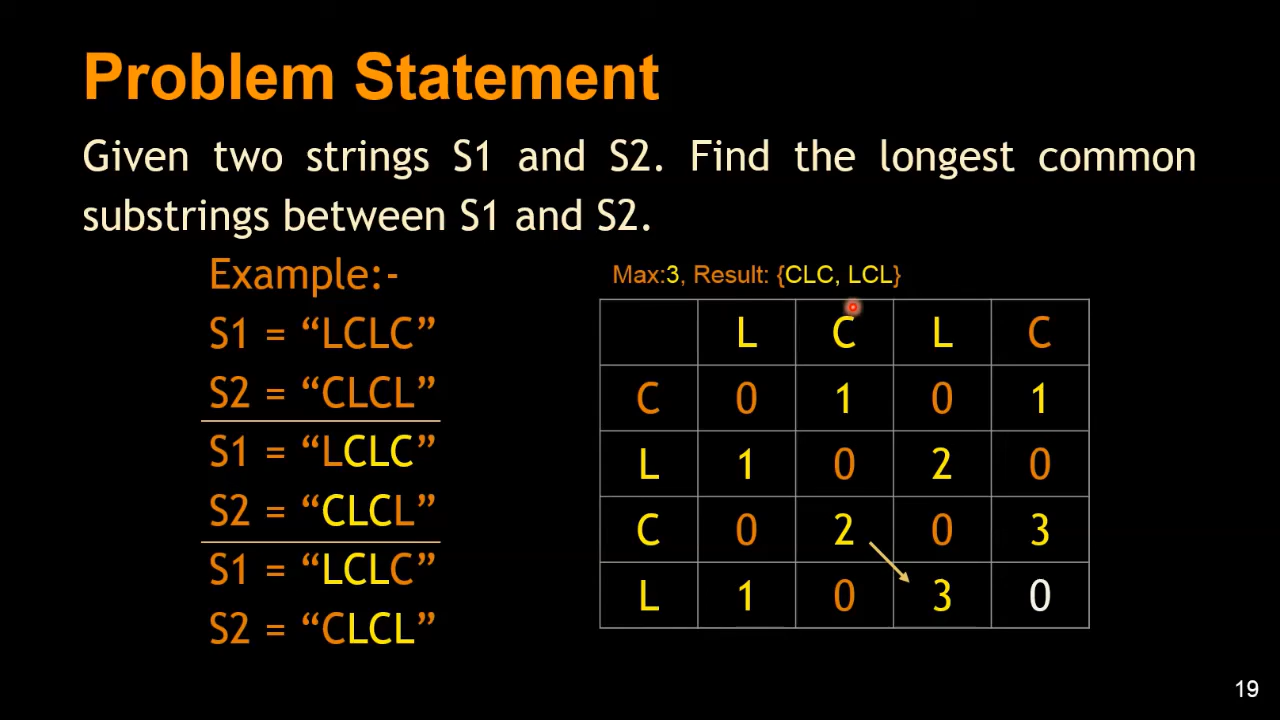 Problem Statement
Given two strings S1 and S2. Find the longest common
substrings between S1 and S2.
Example:-
S1 = “LCLC”
S2 = “CLCL”
S1 = “LCLC”
S2 = “CLCL”
S1 = “LCLC”
S2 = “CLCL”
Max:3, Result: {CLC, LCL}
L C L C
C 0 1 0 1
L 1 0 2 0
C 0 2 0 3
L 1 0 3 0
19